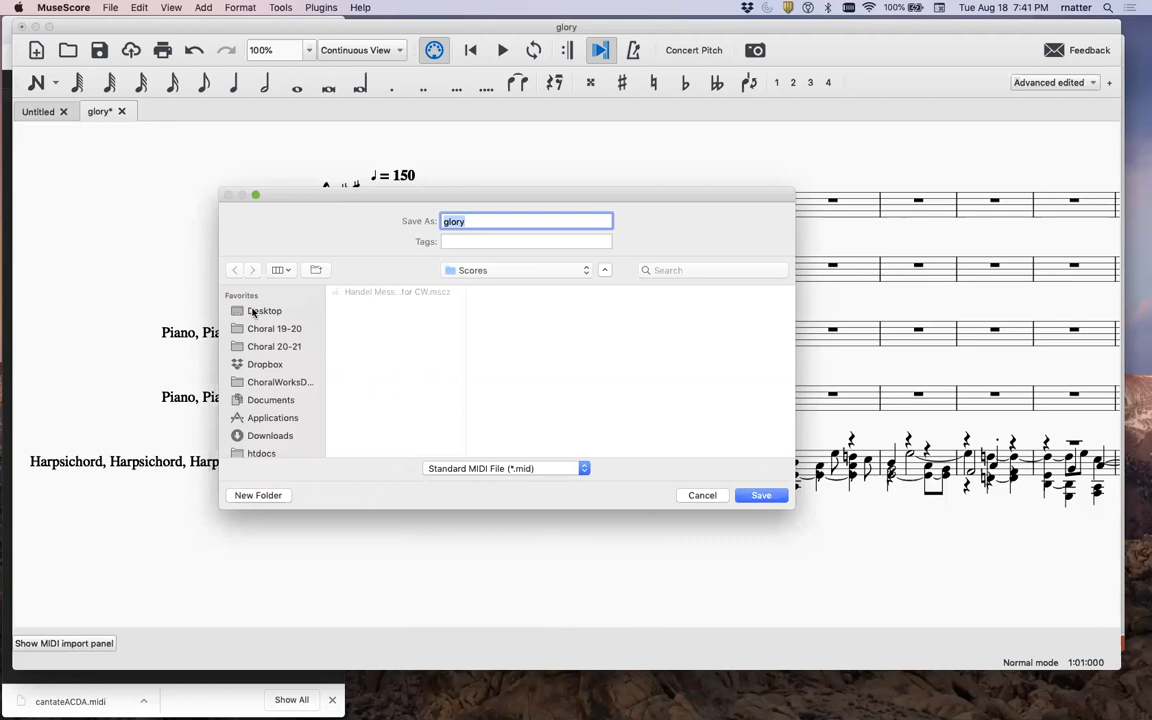 MuseScore File Edit View Add Format Tools Plugins Help 100% Tue Aug 18 7:41 PM rnatter
glory
100% Continuous View Concert Pitch Feedback
1 2 3 4 Advanced edited +
Untitled glory*
= 150
Save As: glory
Tags:
Scores Search
Favorites
Handel Mess...for CW.mscz
Desktop
Choral 19-20
Piano, Pia
Choral 20-21
Dropbox
ChoralWorksD...
Piano, Pia
Documents
Applications
Downloads
htdocs
Harpsichord, Harpsichord, Harp
Standard MIDI File (*.mid)
New Folder Cancel Save
Show MIDI import panel
Normal mode 1:01:000
cantateACDA.midi Show All